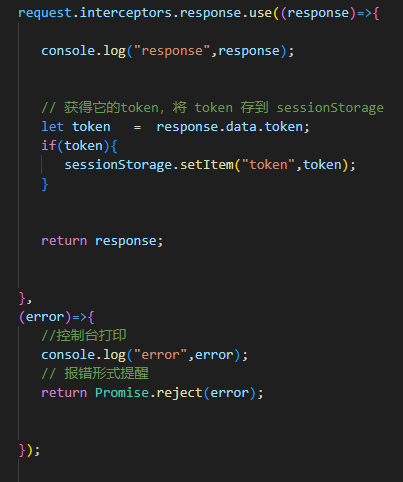 request.interceptors.response.use((response)=>{
console.log("response",response);
// 获得它的token, 将 token 存到 sessionStorage
let token = response.data.token;
if(token){
sessionStorage.setItem("token",token);
}
return response;
},
(error)=>{
//控制台打印
console.log("error",error);
// 报错形式提醒
return Promise.reject(error);
});